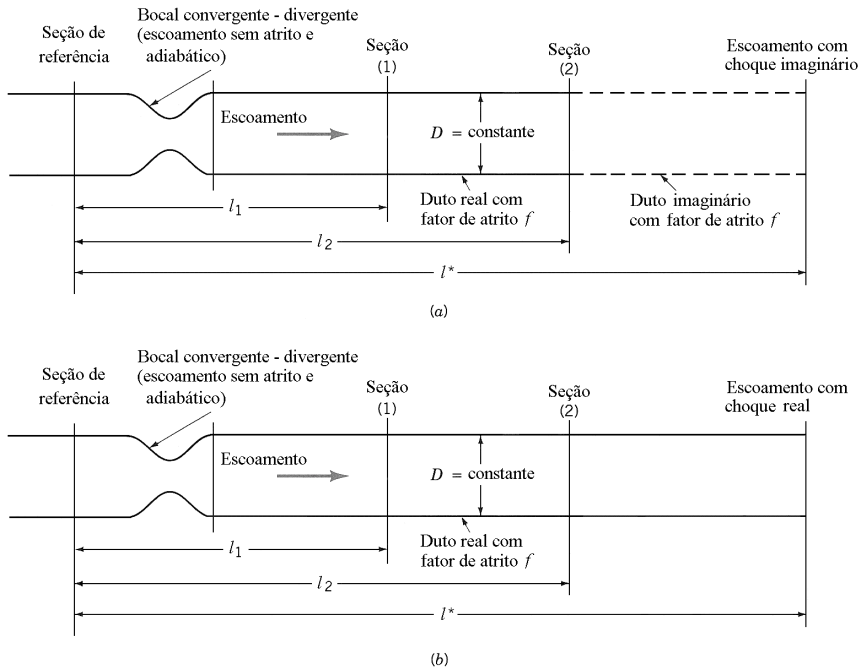 Bocal convergente - divergente
(escoamento sem atrito e
adiabático)
Seção de
referência
Seção
(1)
Seção
(2)
Escoamento com
choque imaginário
Escoamento
D = constante
Duto real com
fator de atrito f
Duto imaginário
com fator de atrito f
l1
l2
l*
(a)
Bocal convergente - divergente
(escoamento sem atrito e
adiabático)
Seção de
referência
Seção
(1)
Seção
(2)
Escoamento com
choque real
Escoamento
D = constante
Duto real com
fator de atrito f
l1
l2
l*
(b)